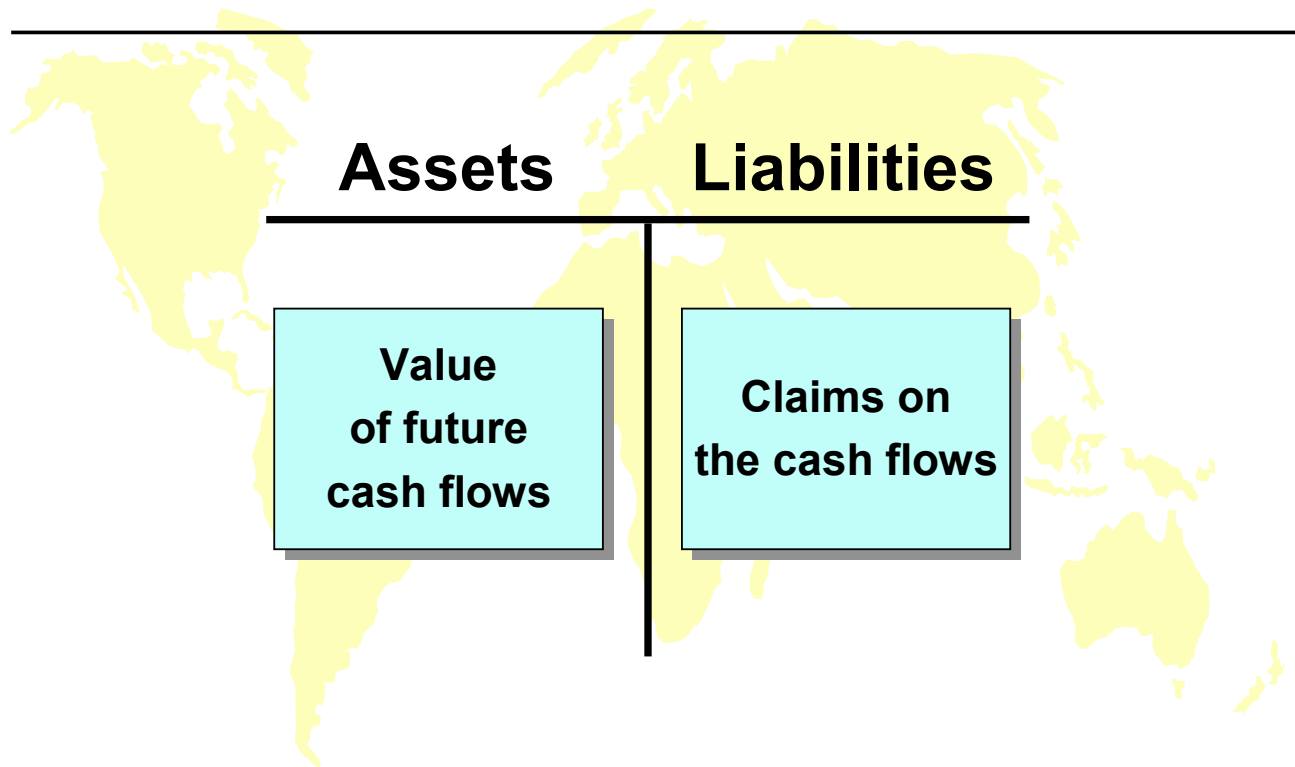 Assets
Liabilities
Value
of future
cash flows
Claims on
the cash flows